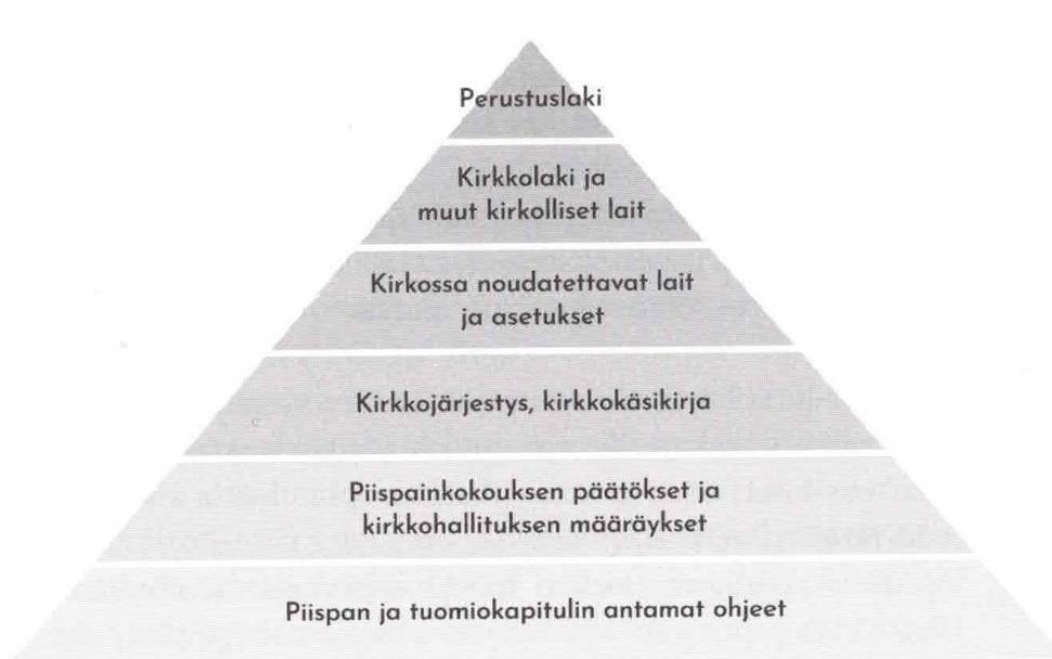 Perustuslaki
Kirkkolaki ja
muut kirkolliset lait
Kirkossa noudatettavat lait
ja asetukset
Kirkkojärjestys, kirkkokäsikirja
Piispainkokouksen päätökset ja
kirkkohallituksen määräykset
Piispan ja tuomiokapitulin antamat ohjeet